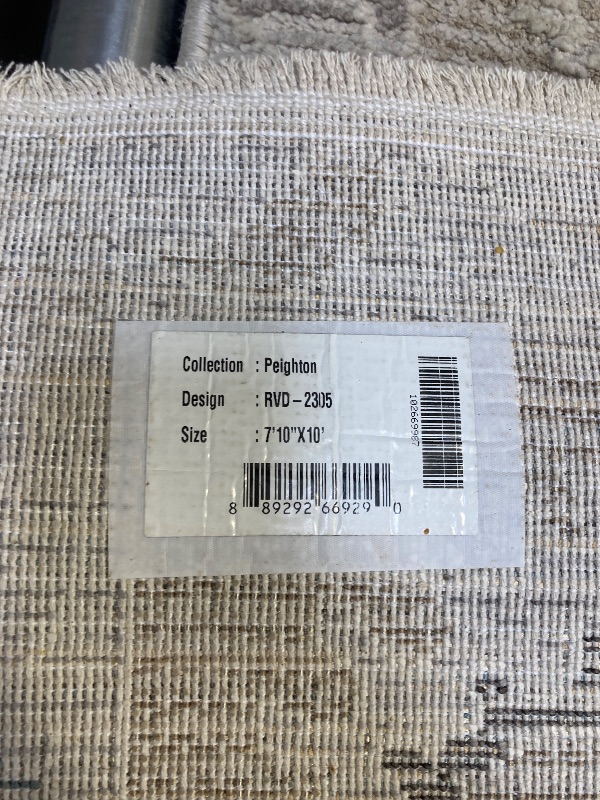 Collection : Peighton
Design : RVD-2305
Size : 7'10"X10'
102669987
8 89292 66929 0